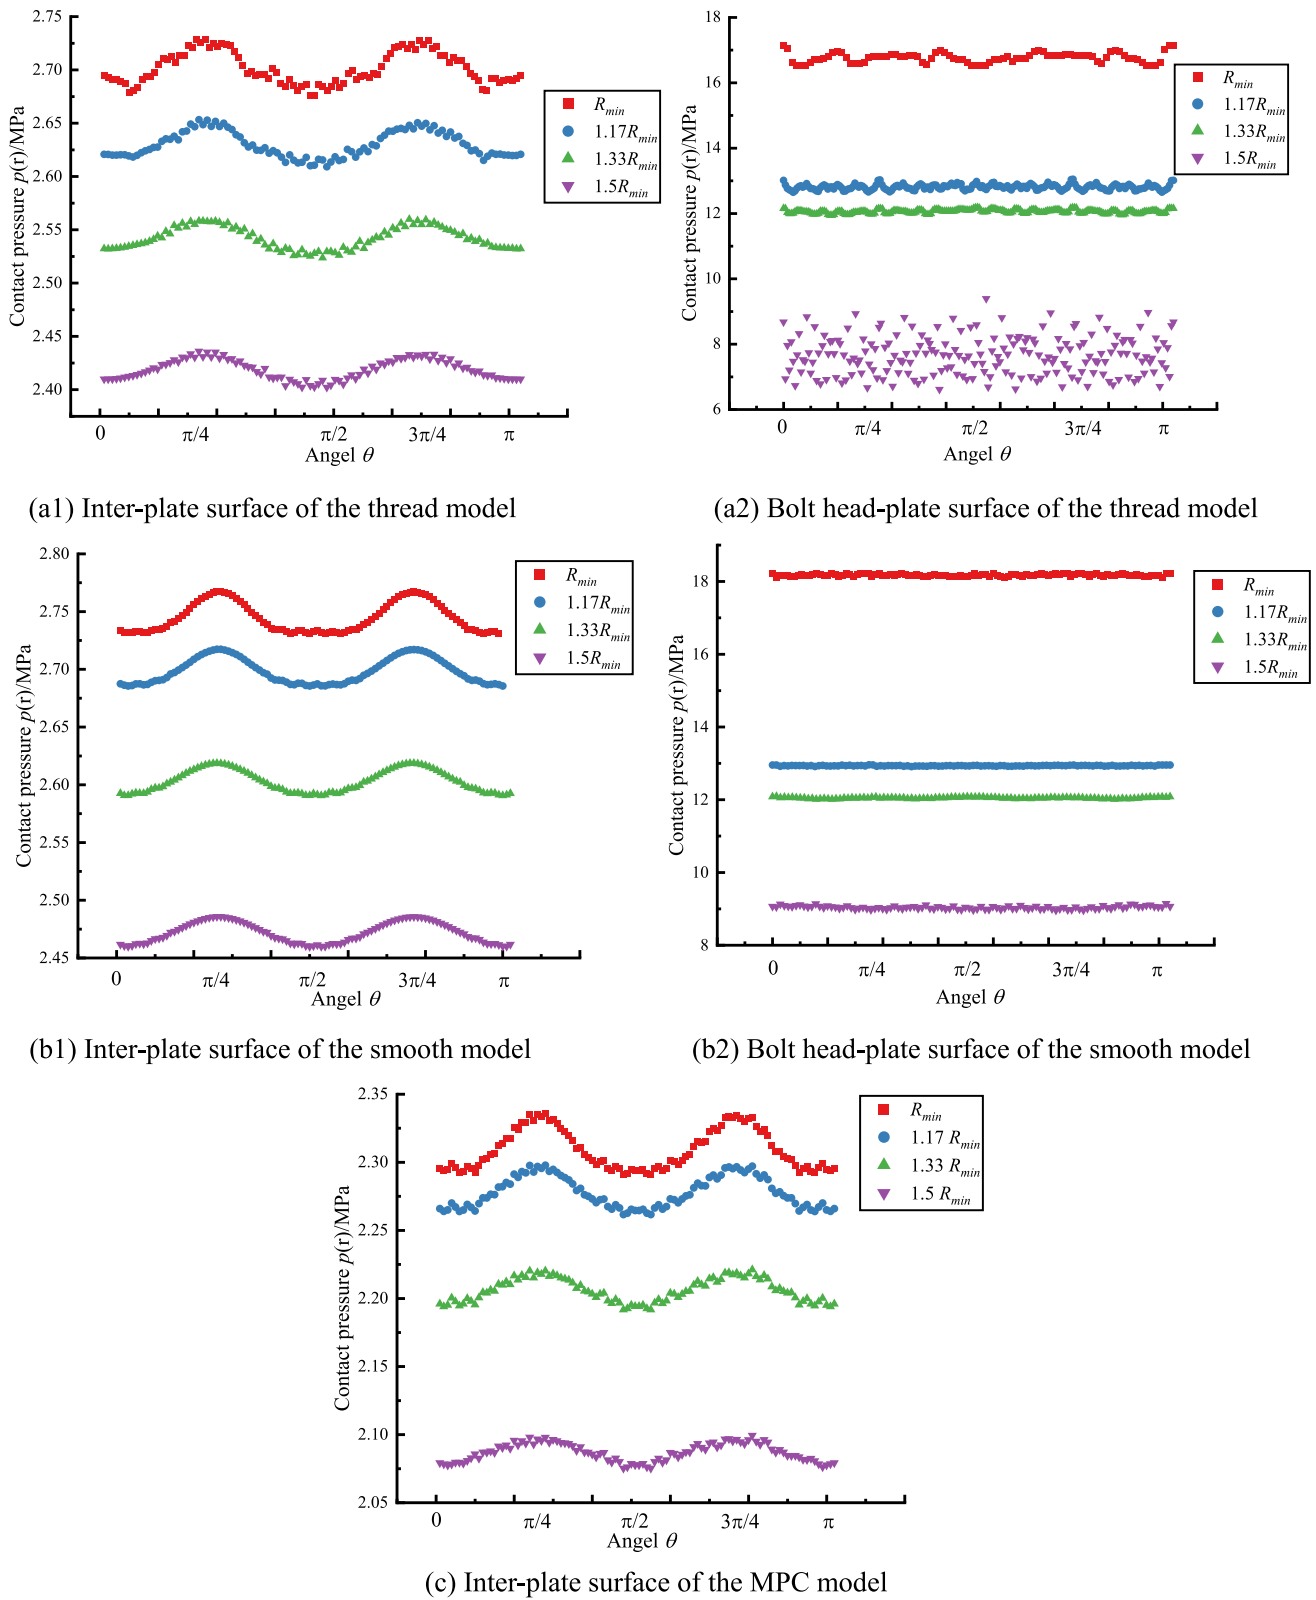 2.75
2.70
2.65
2.60
2.55
2.50
2.45
2.40
Contact pressure p(r)/MPa
0 π/4 π/2 3π/4 π
Angel θ
R_min
1.17R_min
1.33R_min
1.5R_min
(a1) Inter-plate surface of the thread model
18
16
14
12
10
8
6
Contact pressure p(r)/MPa
0 π/4 π/2 3π/4 π
Angel θ
R_min
1.17R_min
1.33R_min
1.5R_min
(a2) Bolt head-plate surface of the thread model
2.80
2.75
2.70
2.65
2.60
2.55
2.50
2.45
Contact pressure p(r)/MPa
0 π/4 π/2 3π/4 π
Angel θ
R_min
1.17R_min
1.33R_min
1.5R_min
(b1) Inter-plate surface of the smooth model
18
16
14
13
12
11
10
9
8
Contact pressure p(r)/MPa
0 π/4 π/2 3π/4 π
Angel θ
R_min
1.17R_min
1.33R_min
1.5R_min
(b2) Bolt head-plate surface of the smooth model
2.35
2.30
2.25
2.20
2.15
2.10
2.05
Contact pressure p(r)/MPa
0 π/4 π/2 3π/4 π
Angel θ
R_min
1.17 R_min
1.33 R_min
1.5 R_min
(c) Inter-plate surface of the MPC model